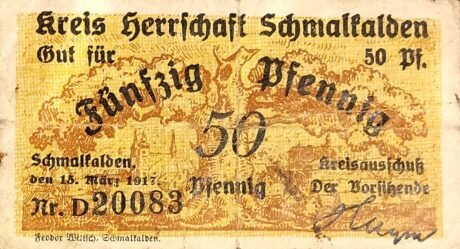 Kreis Herrschaft Schmalkalden
Gut für 50 Pf.
Fünfzig Pfennig
50
Pfennig
Schmalkalden,
den 15. März 1917
Kreisausschuß
Der Vorsitzende
Nr. D20083
Feodor Wilisch, Schmalkalden.